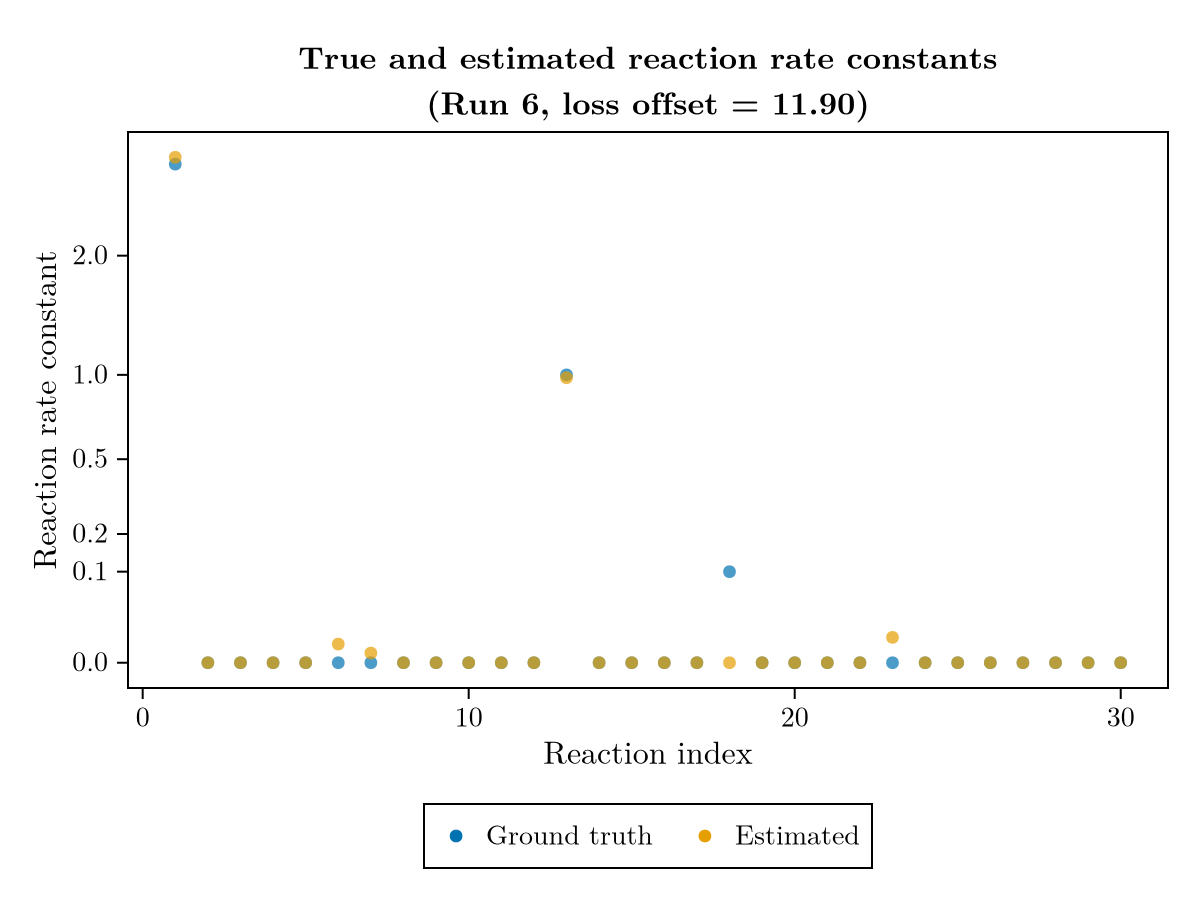 True and estimated reaction rate constants
(Run 6, loss offset = 11.90)
Reaction rate constant
2.0
1.0
0.5
0.2
0.1
0.0
0 10 20 30
Reaction index
Ground truth Estimated